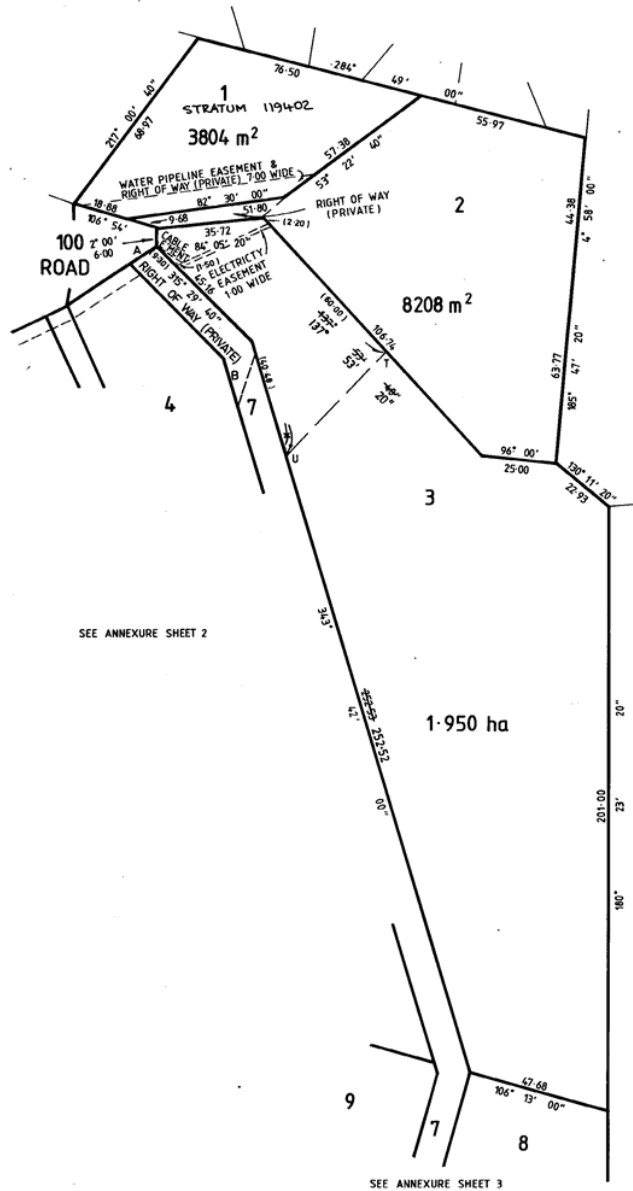 76·50 284° 49' 00"
55·97
1
STRATUM 119402
3804 m²
217° 00' 40"
68·97
57·38
53° 22' 40"
WATER PIPELINE EASEMENT &
RIGHT OF WAY (PRIVATE) 7·00 WIDE
82° 30' 00"
51·80
18·88
106° 54'
9·68
35·72
(2·20)
RIGHT OF WAY
(PRIVATE)
2
8208 m²
44·38
4° 58' 00"
63·77
185° 47' 20"
100
ROAD
2° 00'
6·00
A
84° 05' 20"
(1·50)
ELECTRICTY
EASEMENT
1·00 WIDE
315° 29' 40"
55·16
RIGHT OF WAY (PRIVATE)
B
(40·48)
(60·00)
106·74
137° 53' 20"
4
7
U
96° 00'
25·00
130° 11' 20"
22·93
3
343° 42' 00"
252·53 252·52
SEE ANNEXURE SHEET 2
1·950 ha
201·00
180° 23' 20"
47·68
106° 13' 00"
9
7
8
SEE ANNEXURE SHEET 3